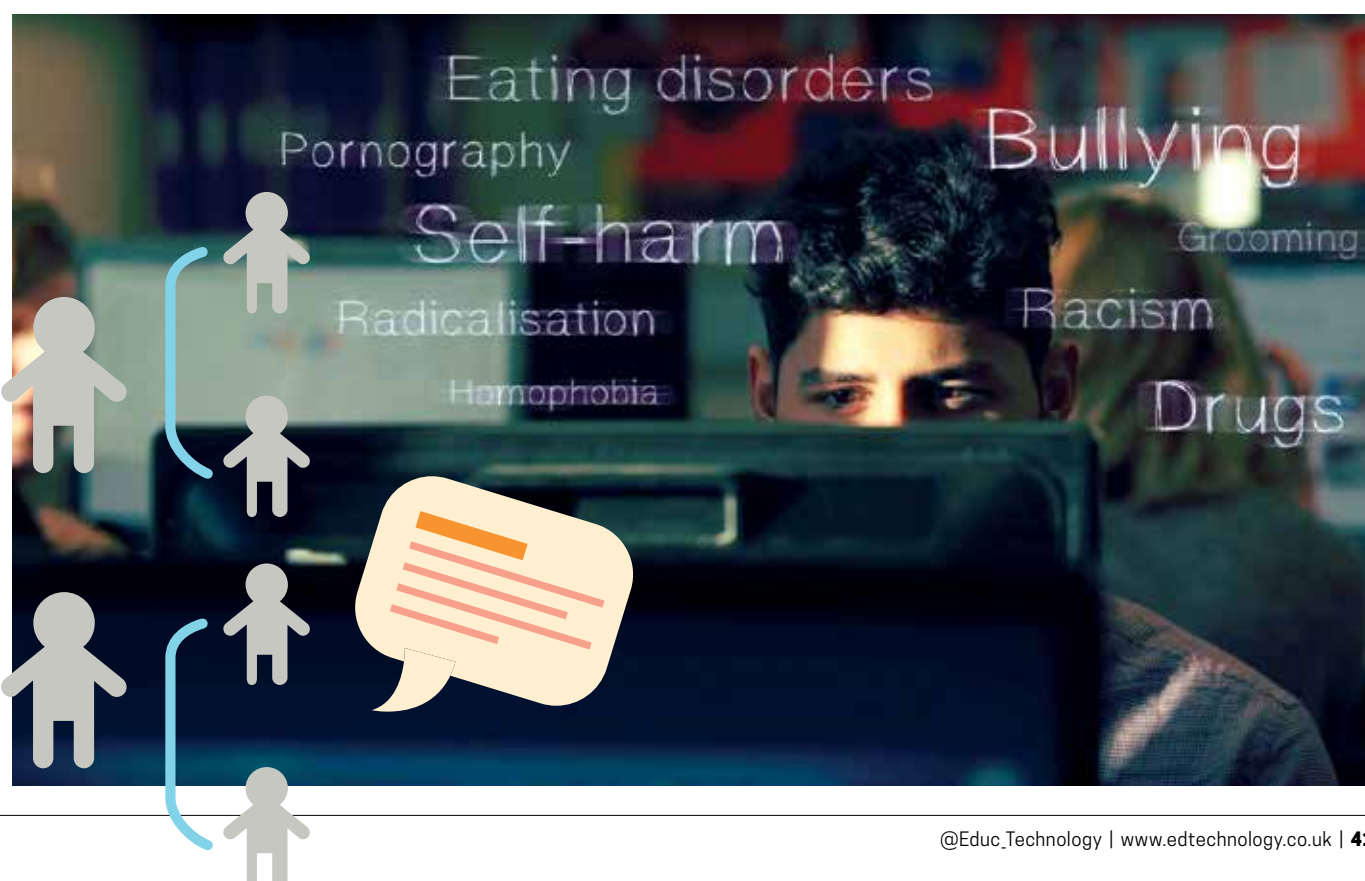 Eating disorders
Bullying
Pornography
Self-harm
Grooming
Radicalisation
Racism
Homophobia
Drugs
@Educ_Technology | www.edtechnology.co.uk |